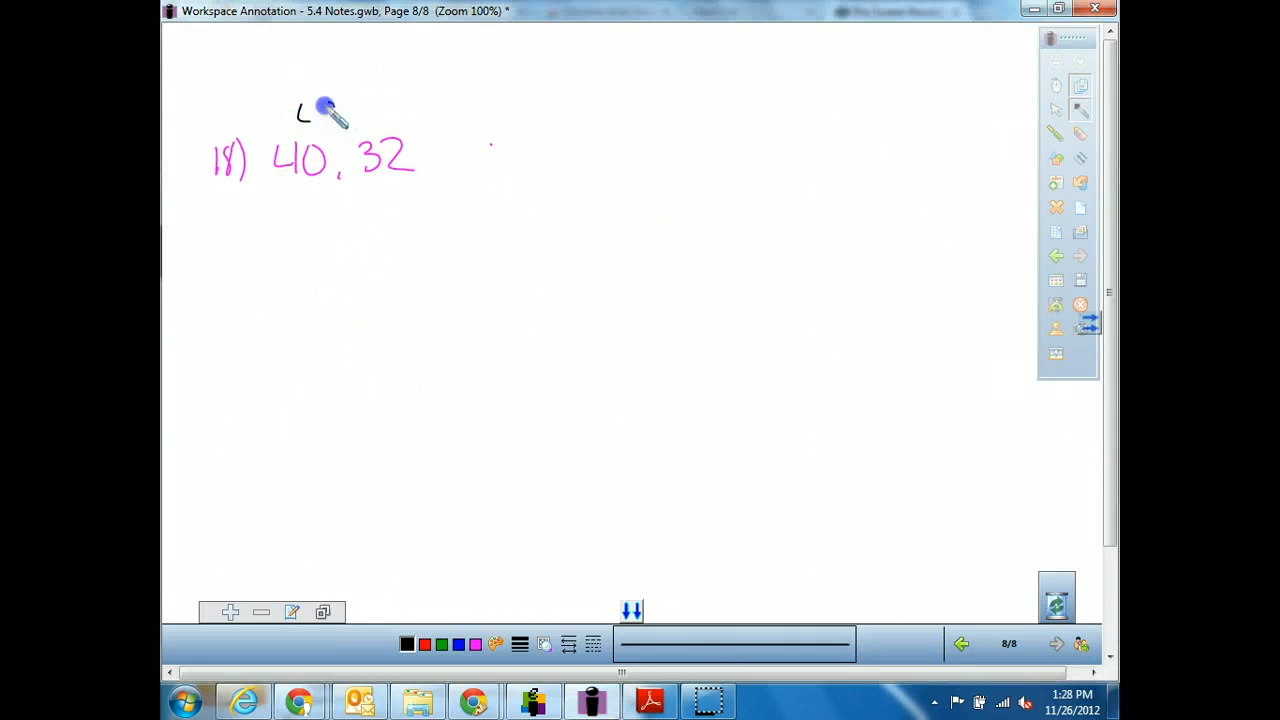 Workspace Annotation - 5.4 Notes.gwb, Page 8/8 (Zoom 100%) *
L
18) 40, 32
8/8
1:28 PM
11/26/2012